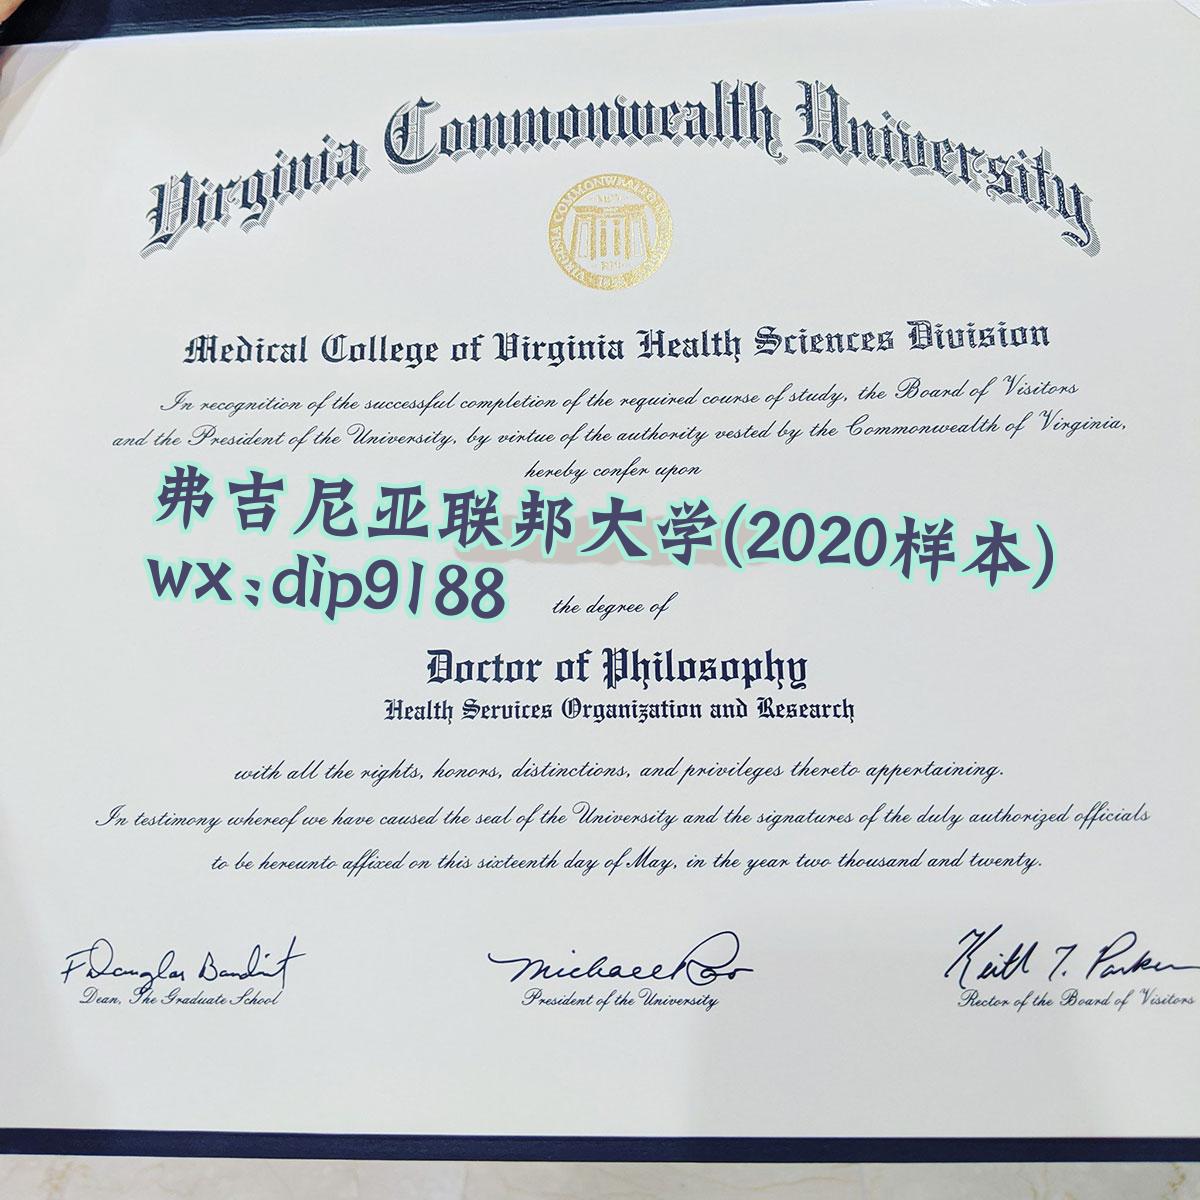 Virginia Commonwealth University
Medical College of Virginia Health Sciences Division
In recognition of the successful completion of the required course of study, the Board of Visitors
and the President of the University, by virtue of the authority vested by the Commonwealth of Virginia,
hereby confer upon
弗吉尼亚联邦大学(2020样本)
wx:dip9188
the degree of
Doctor of Philosophy
Health Services Organization and Research
with all the rights, honors, distinctions, and privileges thereto appertaining.
In testimony whereof we have caused the seal of the University and the signatures of the duly authorized officials
to be hereunto affixed on this sixteenth day of May, in the year two thousand and twenty.
F Douglas Boudinot
Michael Rao
Keith T. Parker
Dean, The Graduate School
President of the University
Rector of the Board of Visitors